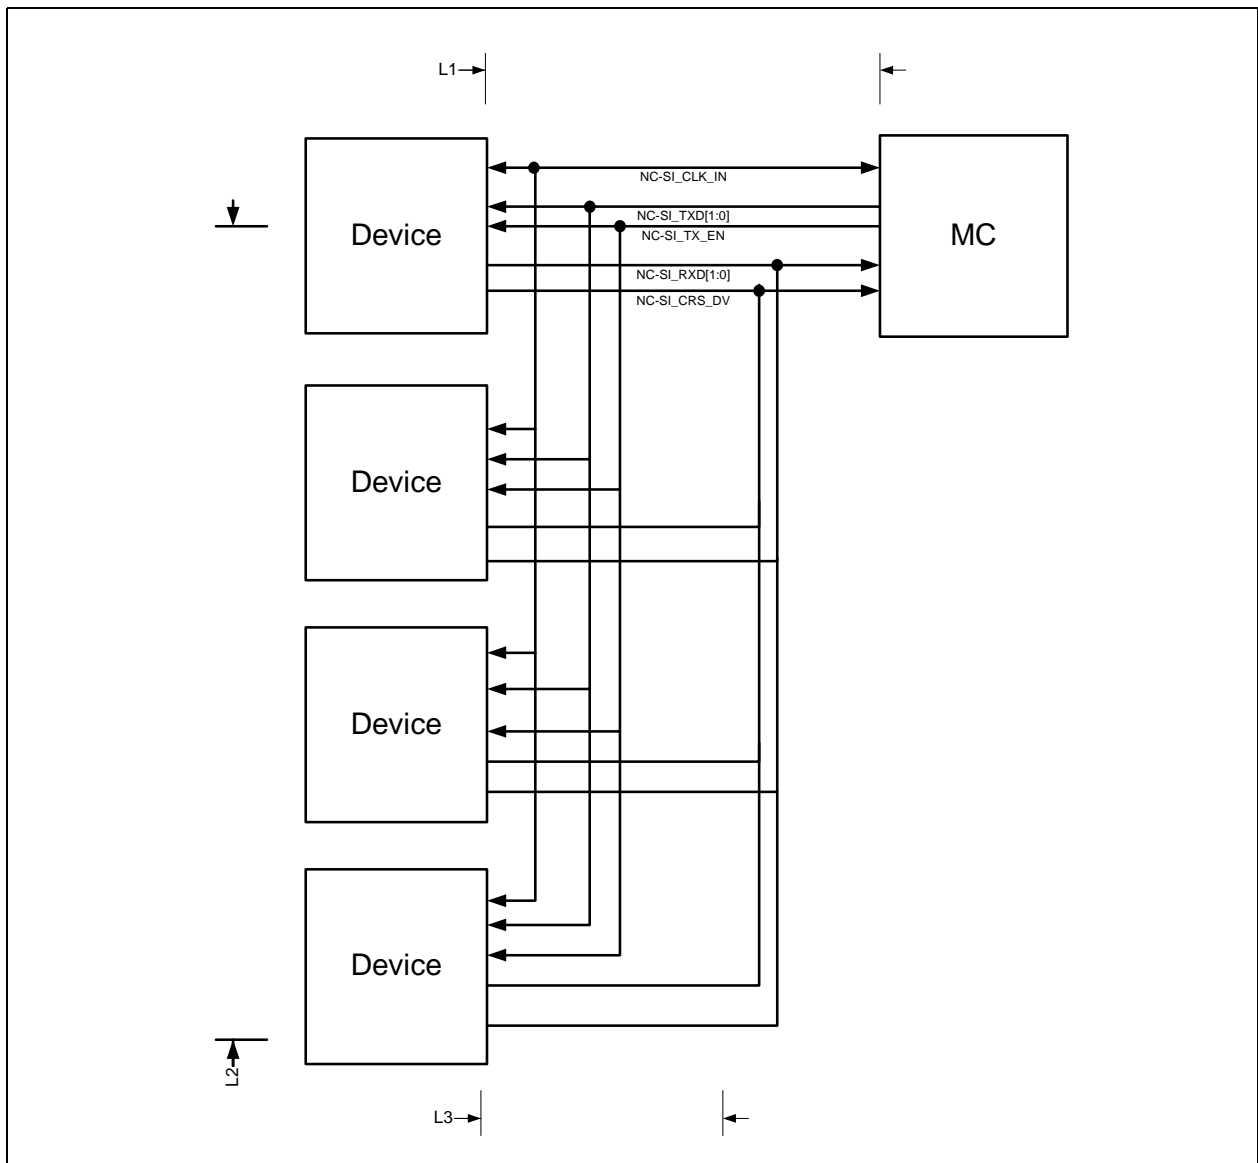 L1
NC-SI_CLK_IN
NC-SI_TXD[1:0]
Device
MC
NC-SI_TX_EN
NC-SI_RXD[1:0]
NC-SI_CRS_DV
Device
Device
Device
L2
L3